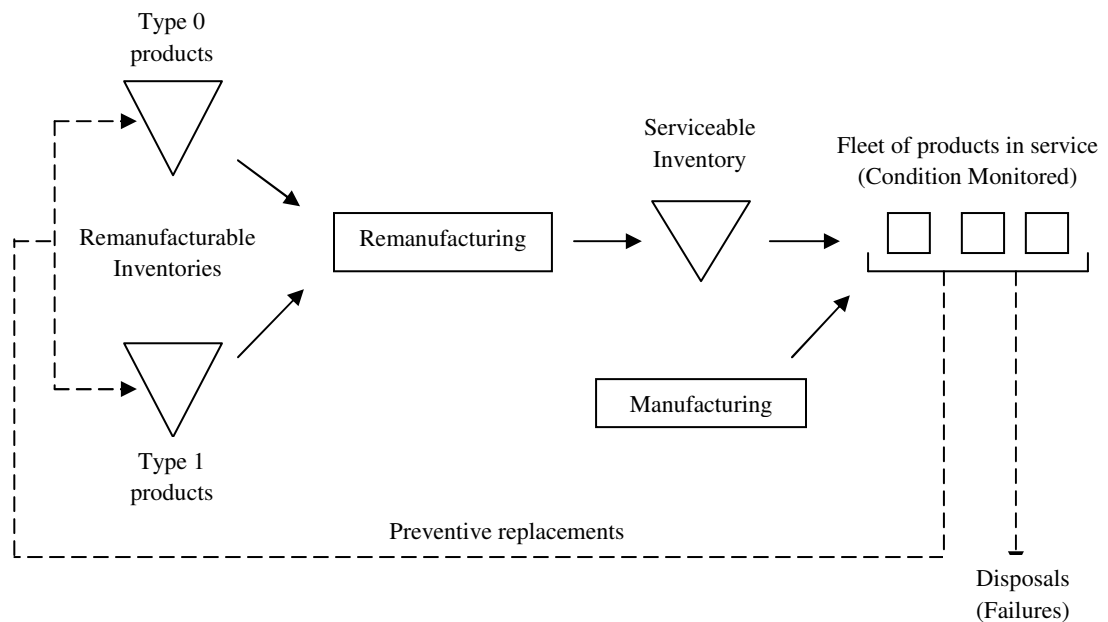 Type 0
products
Serviceable
Inventory
Fleet of products in service
(Condition Monitored)
Remanufacturable
Inventories
Remanufacturing
Manufacturing
Type 1
products
Preventive replacements
Disposals
(Failures)